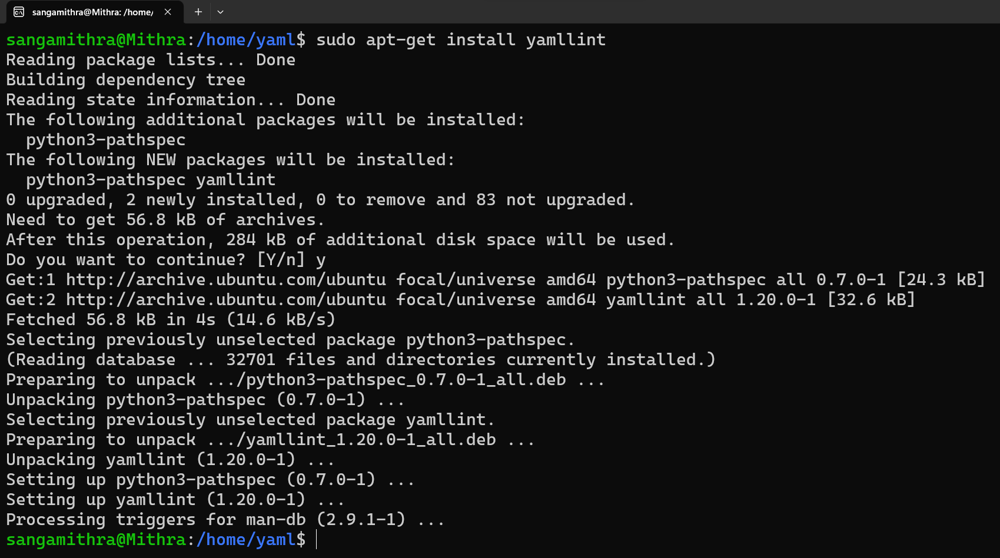 sangamithra@Mithra: /home/
sangamithra@Mithra:/home/yaml$ sudo apt-get install yamllint
Reading package lists... Done
Building dependency tree
Reading state information... Done
The following additional packages will be installed:
  python3-pathspec
The following NEW packages will be installed:
  python3-pathspec yamllint
0 upgraded, 2 newly installed, 0 to remove and 83 not upgraded.
Need to get 56.8 kB of archives.
After this operation, 284 kB of additional disk space will be used.
Do you want to continue? [Y/n] y
Get:1 http://archive.ubuntu.com/ubuntu focal/universe amd64 python3-pathspec all 0.7.0-1 [24.3 kB]
Get:2 http://archive.ubuntu.com/ubuntu focal/universe amd64 yamllint all 1.20.0-1 [32.6 kB]
Fetched 56.8 kB in 4s (14.6 kB/s)
Selecting previously unselected package python3-pathspec.
(Reading database ... 32701 files and directories currently installed.)
Preparing to unpack .../python3-pathspec_0.7.0-1_all.deb ...
Unpacking python3-pathspec (0.7.0-1) ...
Selecting previously unselected package yamllint.
Preparing to unpack .../yamllint_1.20.0-1_all.deb ...
Unpacking yamllint (1.20.0-1) ...
Setting up python3-pathspec (0.7.0-1) ...
Setting up yamllint (1.20.0-1) ...
Processing triggers for man-db (2.9.1-1) ...
sangamithra@Mithra:/home/yaml$